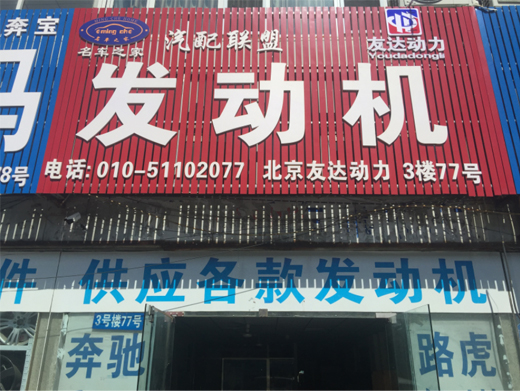 奔宝
马
78号
名车之家
汽配联盟
友达动力
Youdadongli
发动机
电话: 010-51102077 北京友达动力 3楼77号
件 供应各款发动机
3号楼77号
奔驰
路虎